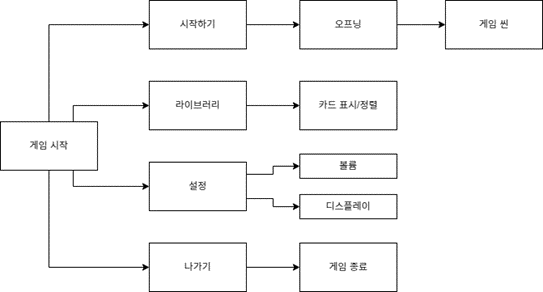 시작하기
오프닝
게임 씬
라이브러리
카드 표시/정렬
게임 시작
설정
볼륨
디스플레이
나가기
게임 종료